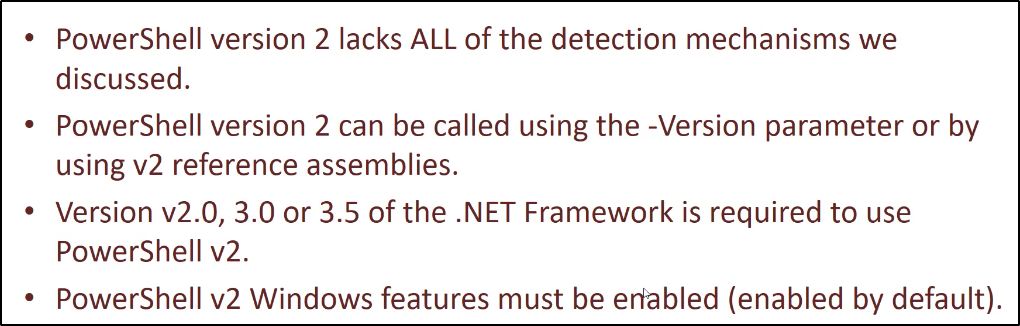 • PowerShell version 2 lacks ALL of the detection mechanisms we
discussed.
• PowerShell version 2 can be called using the -Version parameter or by
using v2 reference assemblies.
• Version v2.0, 3.0 or 3.5 of the .NET Framework is required to use
PowerShell v2.
• PowerShell v2 Windows features must be enabled (enabled by default).